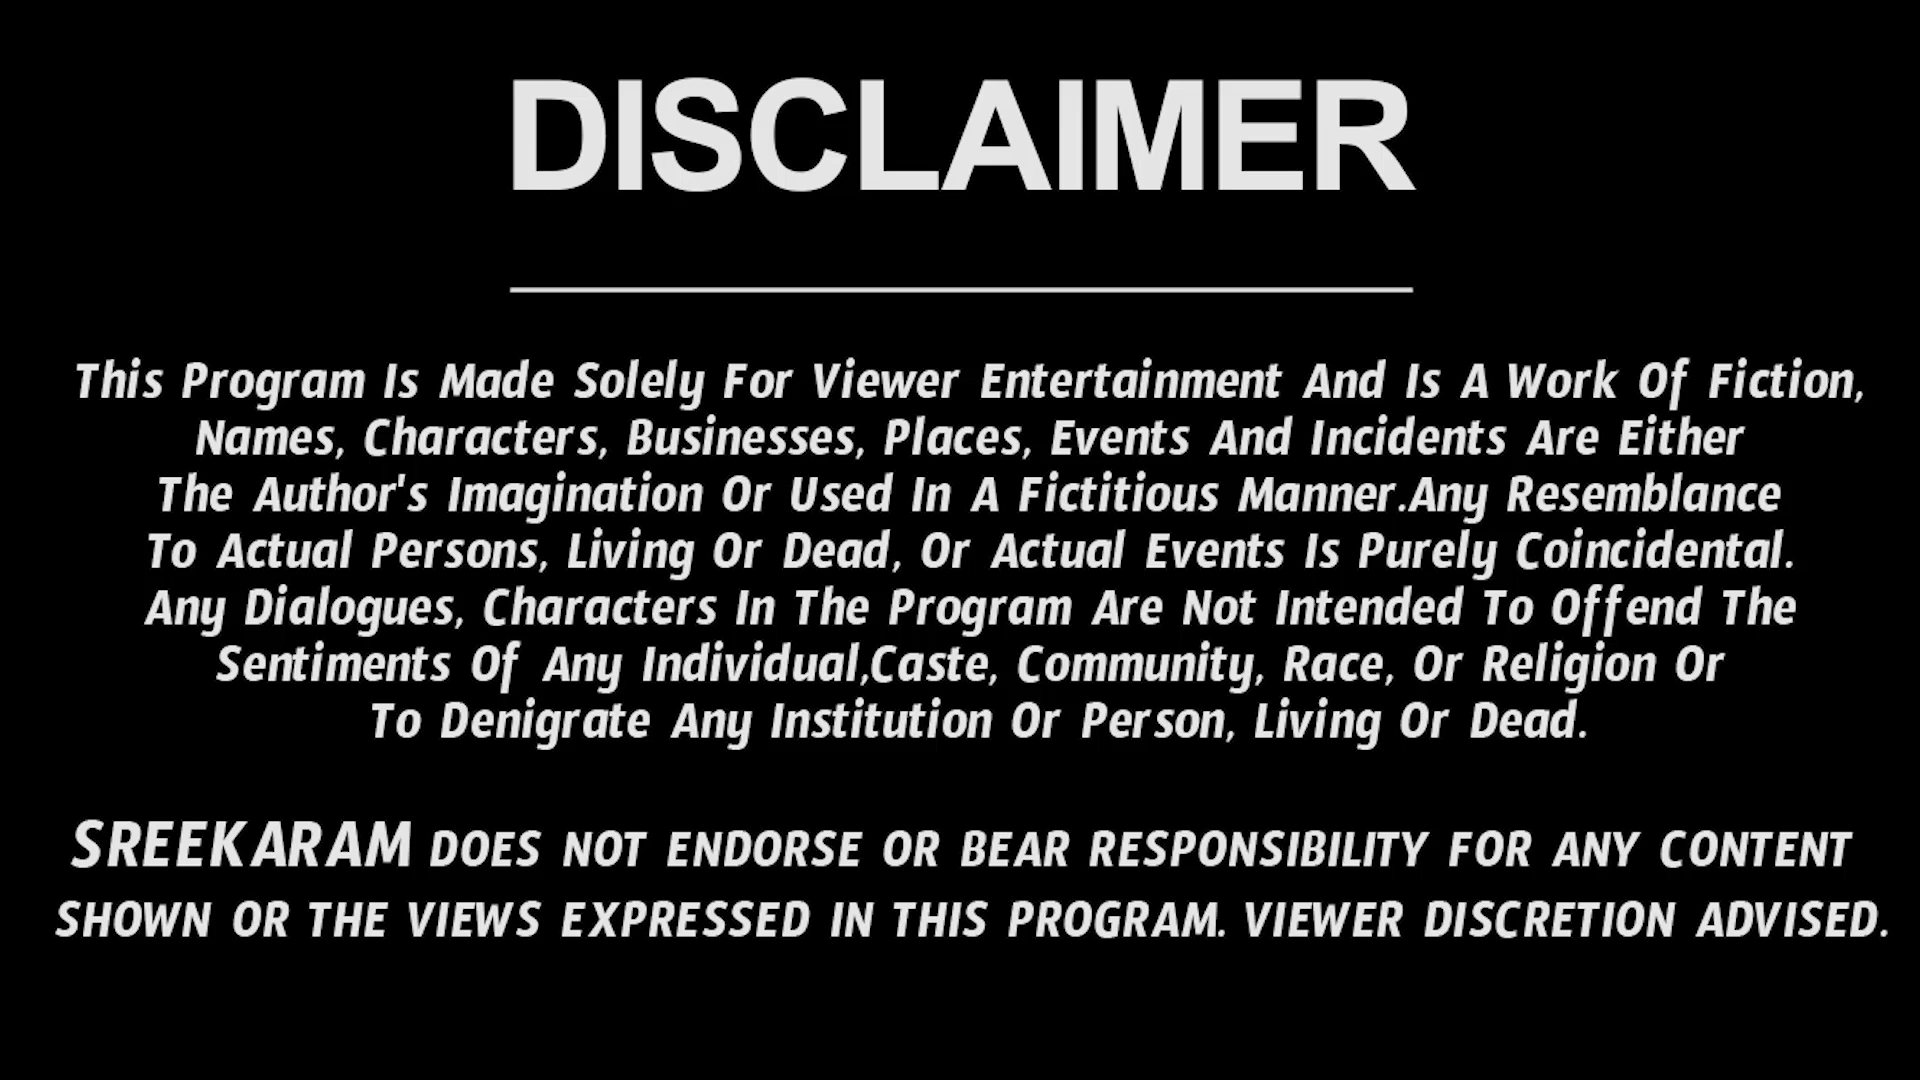 DISCLAIMER
This Program Is Made Solely For Viewer Entertainment And Is A Work Of Fiction,
Names, Characters, Businesses, Places, Events And Incidents Are Either
The Author's Imagination Or Used In A Fictitious Manner.Any Resemblance
To Actual Persons, Living Or Dead, Or Actual Events Is Purely Coincidental.
Any Dialogues, Characters In The Program Are Not Intended To Offend The
Sentiments Of Any Individual,Caste, Community, Race, Or Religion Or
To Denigrate Any Institution Or Person, Living Or Dead.
SREEKARAM DOES NOT ENDORSE OR BEAR RESPONSIBILITY FOR ANY CONTENT
SHOWN OR THE VIEWS EXPRESSED IN THIS PROGRAM. VIEWER DISCRETION ADVISED.